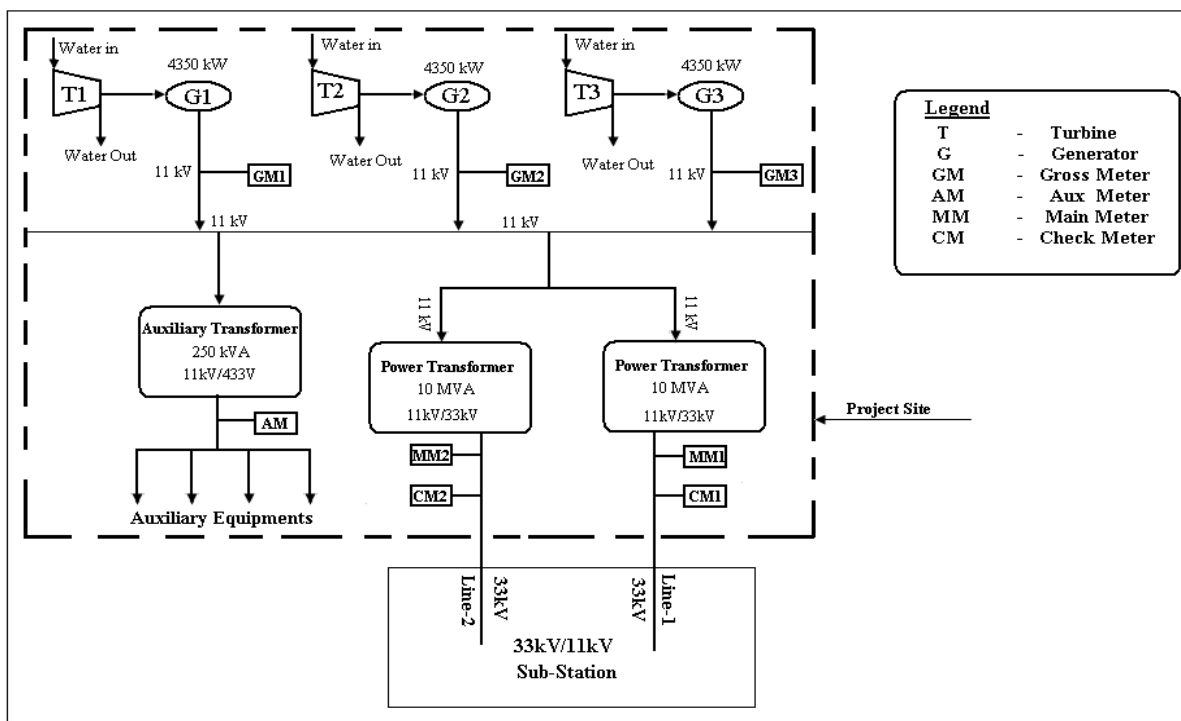 Water in
Water in
Water in
4350 kW
4350 kW
4350 kW
T1
G1
T2
G2
T3
G3
Water Out
Water Out
Water Out
11 kV
GM1
11 kV
GM2
11 kV
GM3
11 kV
11 kV
Legend
T - Turbine
G - Generator
GM - Gross Meter
AM - Aux Meter
MM - Main Meter
CM - Check Meter
11 kV
11 kV
Auxiliary Transformer
250 kVA
11kV/433V
Power Transformer
10 MVA
11kV/33kV
Power Transformer
10 MVA
11kV/33kV
Project Site
AM
MM2
MM1
CM2
CM1
Auxiliary Equipments
Line-2
33kV
33kV
Line-1
33kV/11kV
Sub-Station